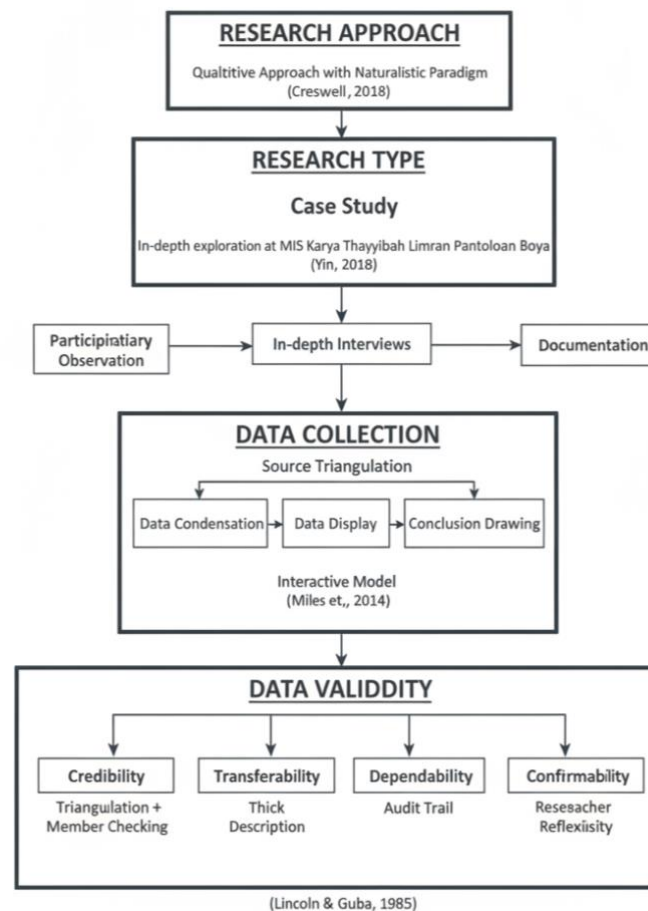 RESEARCH APPROACH
Qualtitive Approach with Naturalistic Paradigm
(Creswell, 2018)
RESEARCH TYPE
Case Study
In-depth exploration at MIS Karya Thayyibah Limran Pantoloan Boya
(Yin, 2018)
Participiatiary
Observation
In-depth Interviews
Documentation
DATA COLLECTION
Source Triangulation
Data Condensation
Data Display
Conclusion Drawing
Interactive Model
(Miles et,, 2014)
DATA VALIDDITY
Credibility
Triangulation +
Member Checking
Transferability
Thick
Description
Dependability
Audit Trail
Confirmability
Reseacher
Reflexiisity
(Lincoln & Guba, 1985)